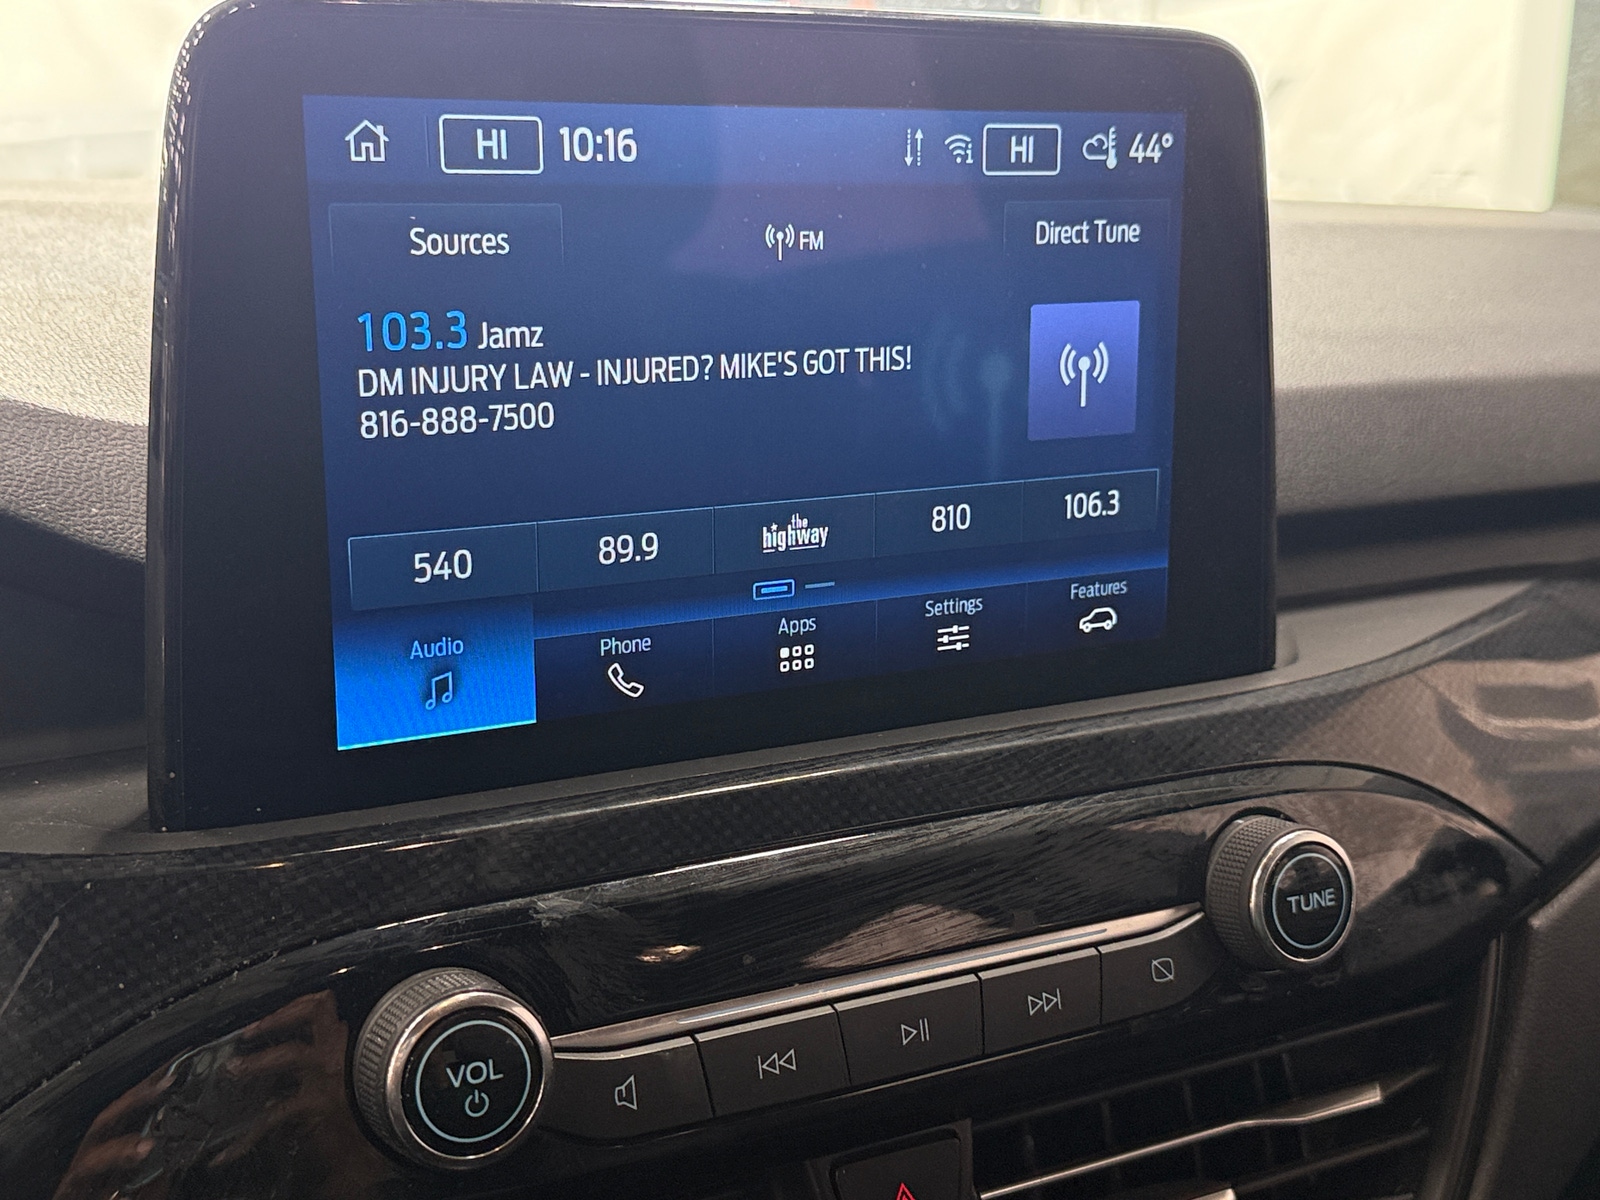 HI 10:16 HI 44°
Sources FM Direct Tune
103.3 Jamz
DM INJURY LAW - INJURED? MIKE'S GOT THIS!
816-888-7500
540 89.9 the highway 810 106.3
Audio Phone Apps Settings Features
TUNE
VOL